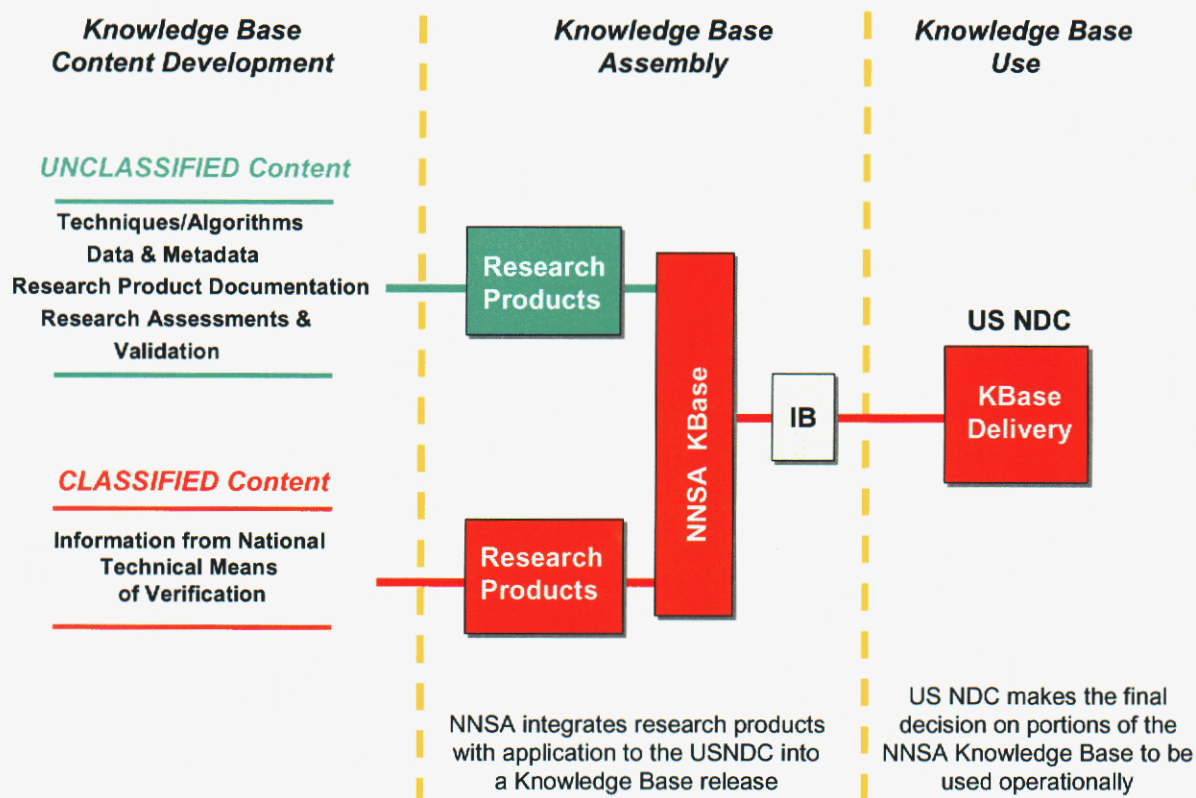 Knowledge Base
Content Development
Knowledge Base
Assembly
Knowledge Base
Use
UNCLASSIFIED Content
Techniques/Algorithms
Data & Metadata
Research Product Documentation
Research Assessments &
Validation
Research
Products
NNSA KBase
IB
US NDC
KBase
Delivery
CLASSIFIED Content
Information from National
Technical Means
of Verification
Research
Products
NNSA integrates research products
with application to the USNDC into
a Knowledge Base release
US NDC makes the final
decision on portions of the
NNSA Knowledge Base to be
used operationally